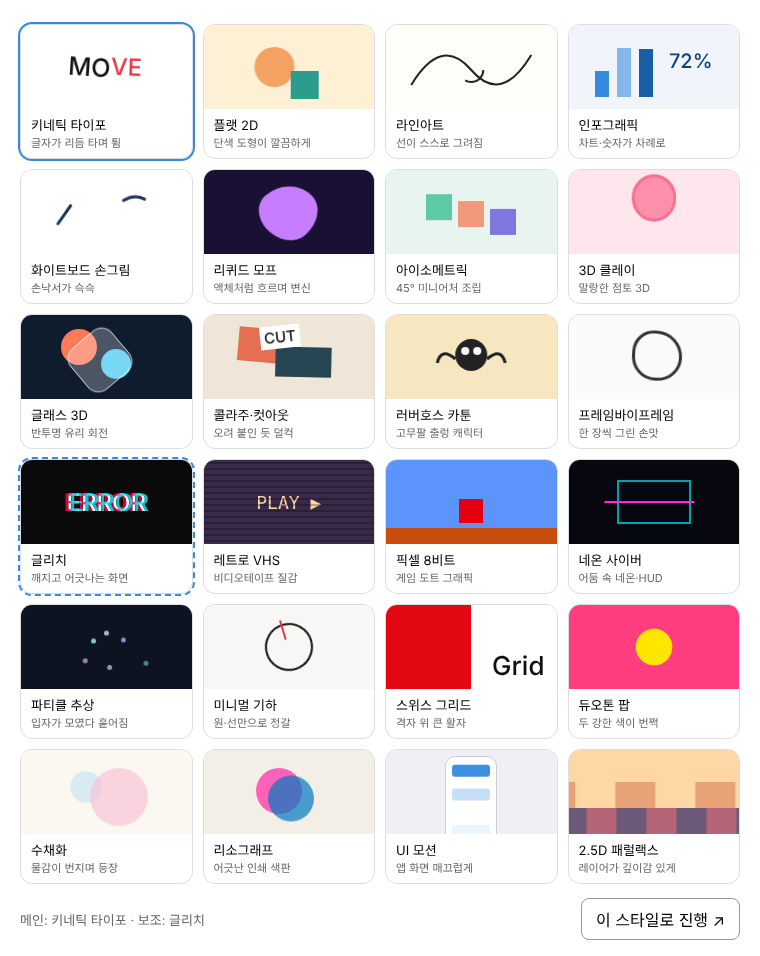 MOVE
키네틱 타이포
글자가 리듬 타며 튐
플랫 2D
단색 도형이 깔끔하게
라인아트
선이 스스로 그려짐
72%
인포그래픽
차트·숫자가 차례로
화이트보드 손그림
손낙서가 슥슥
리퀴드 모프
액체처럼 흐르며 변신
아이소메트릭
45° 미니어처 조립
3D 클레이
말랑한 점토 3D
글래스 3D
반투명 유리 회전
CUT
콜라주·컷아웃
오려 붙인 듯 덜컥
러버호스 카툰
고무팔 출렁 캐릭터
프레임바이프레임
한 장씩 그린 손맛
ERROR
글리치
깨지고 어긋나는 화면
PLAY ▶
레트로 VHS
비디오테이프 질감
픽셀 8비트
게임 도트 그래픽
네온 사이버
어둠 속 네온·HUD
파티클 추상
입자가 모였다 흩어짐
미니멀 기하
원·선만으로 정갈
Grid
스위스 그리드
격자 위 큰 활자
듀오톤 팝
두 강한 색이 번쩍
수채화
물감이 번지며 등장
리소그래프
어긋난 인쇄 색판
UI 모션
앱 화면 매끄럽게
2.5D 패럴랙스
레이어가 깊이감 있게
메인: 키네틱 타이포 · 보조: 글리치
이 스타일로 진행 ↗